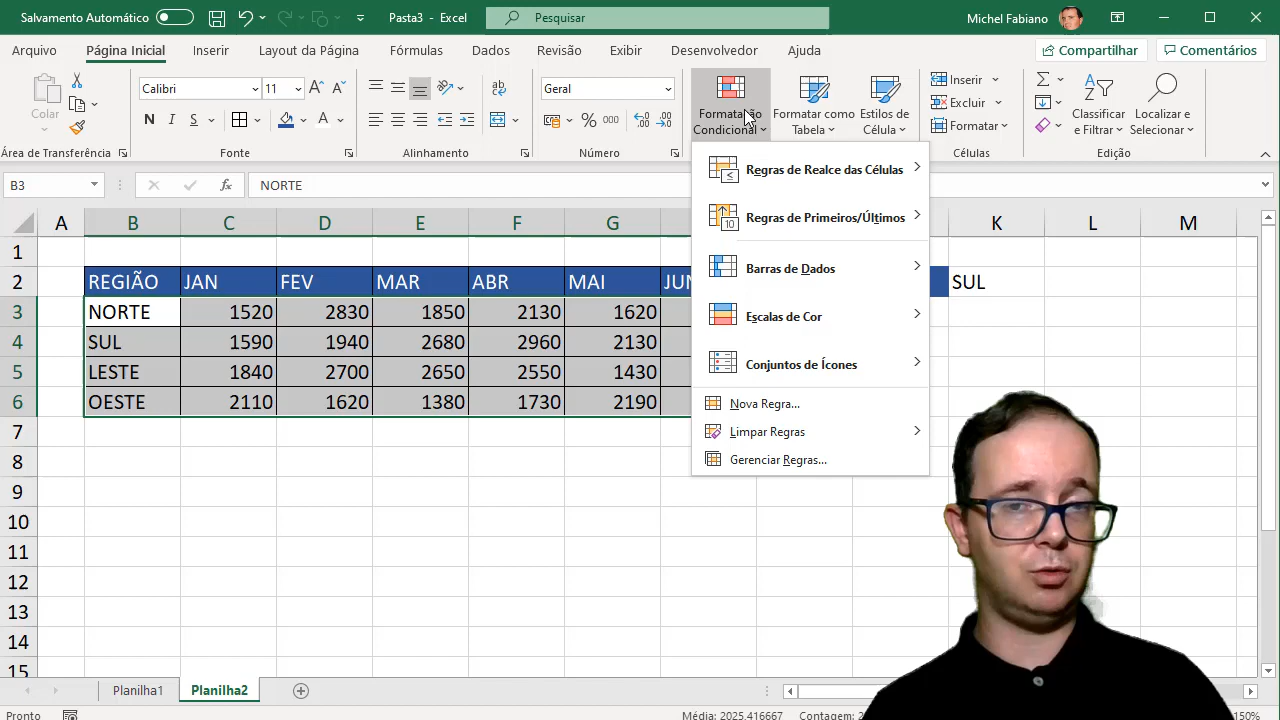 Salvamento Automático
Pasta3 - Excel
Pesquisar
Michel Fabiano
Arquivo
Página Inicial
Inserir
Layout da Página
Fórmulas
Dados
Revisão
Exibir
Desenvolvedor
Ajuda
Compartilhar
Comentários
Colar
Área de Transferência
Calibri
11
N I S
Fonte
Alinhamento
Geral
% 000
Número
Condicional
Formatar como
Tabela
Estilos de
Célula
Inserir
Excluir
Formatar
Células
Classificar
e Filtrar
Localizar e
Selecionar
Edição
B3
NORTE
Regras de Realce das Células
Regras de Primeiros/Últimos
Barras de Dados
Escalas de Cor
Conjuntos de Ícones
Nova Regra...
Limpar Regras
Gerenciar Regras...
A B C D E F G K L M
1
2 REGIÃO JAN FEV MAR ABR MAI SUL
3 NORTE 1520 2830 1850 2130 1620
4 SUL 1590 1940 2680 2960 2130
5 LESTE 1840 2700 2650 2550 1430
6 OESTE 2110 1620 1380 1730 2190
7
8
9
10
11
12
13
14
15
Planilha1
Planilha2
Pronto
Média: 2025,416667
150%